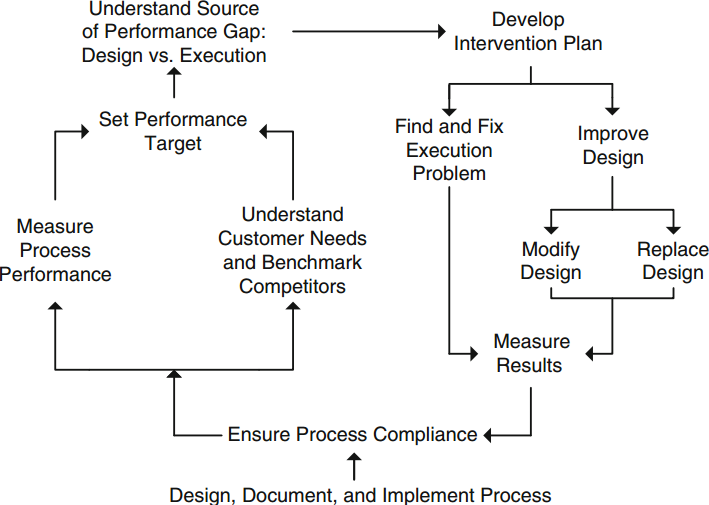 Understand Source
of Performance Gap:
Design vs. Execution
Develop
Intervention Plan
Set Performance
Target
Find and Fix
Execution
Problem
Improve
Design
Measure
Process
Performance
Understand
Customer Needs
and Benchmark
Competitors
Modify
Design
Replace
Design
Measure
Results
Ensure Process Compliance
Design, Document, and Implement Process